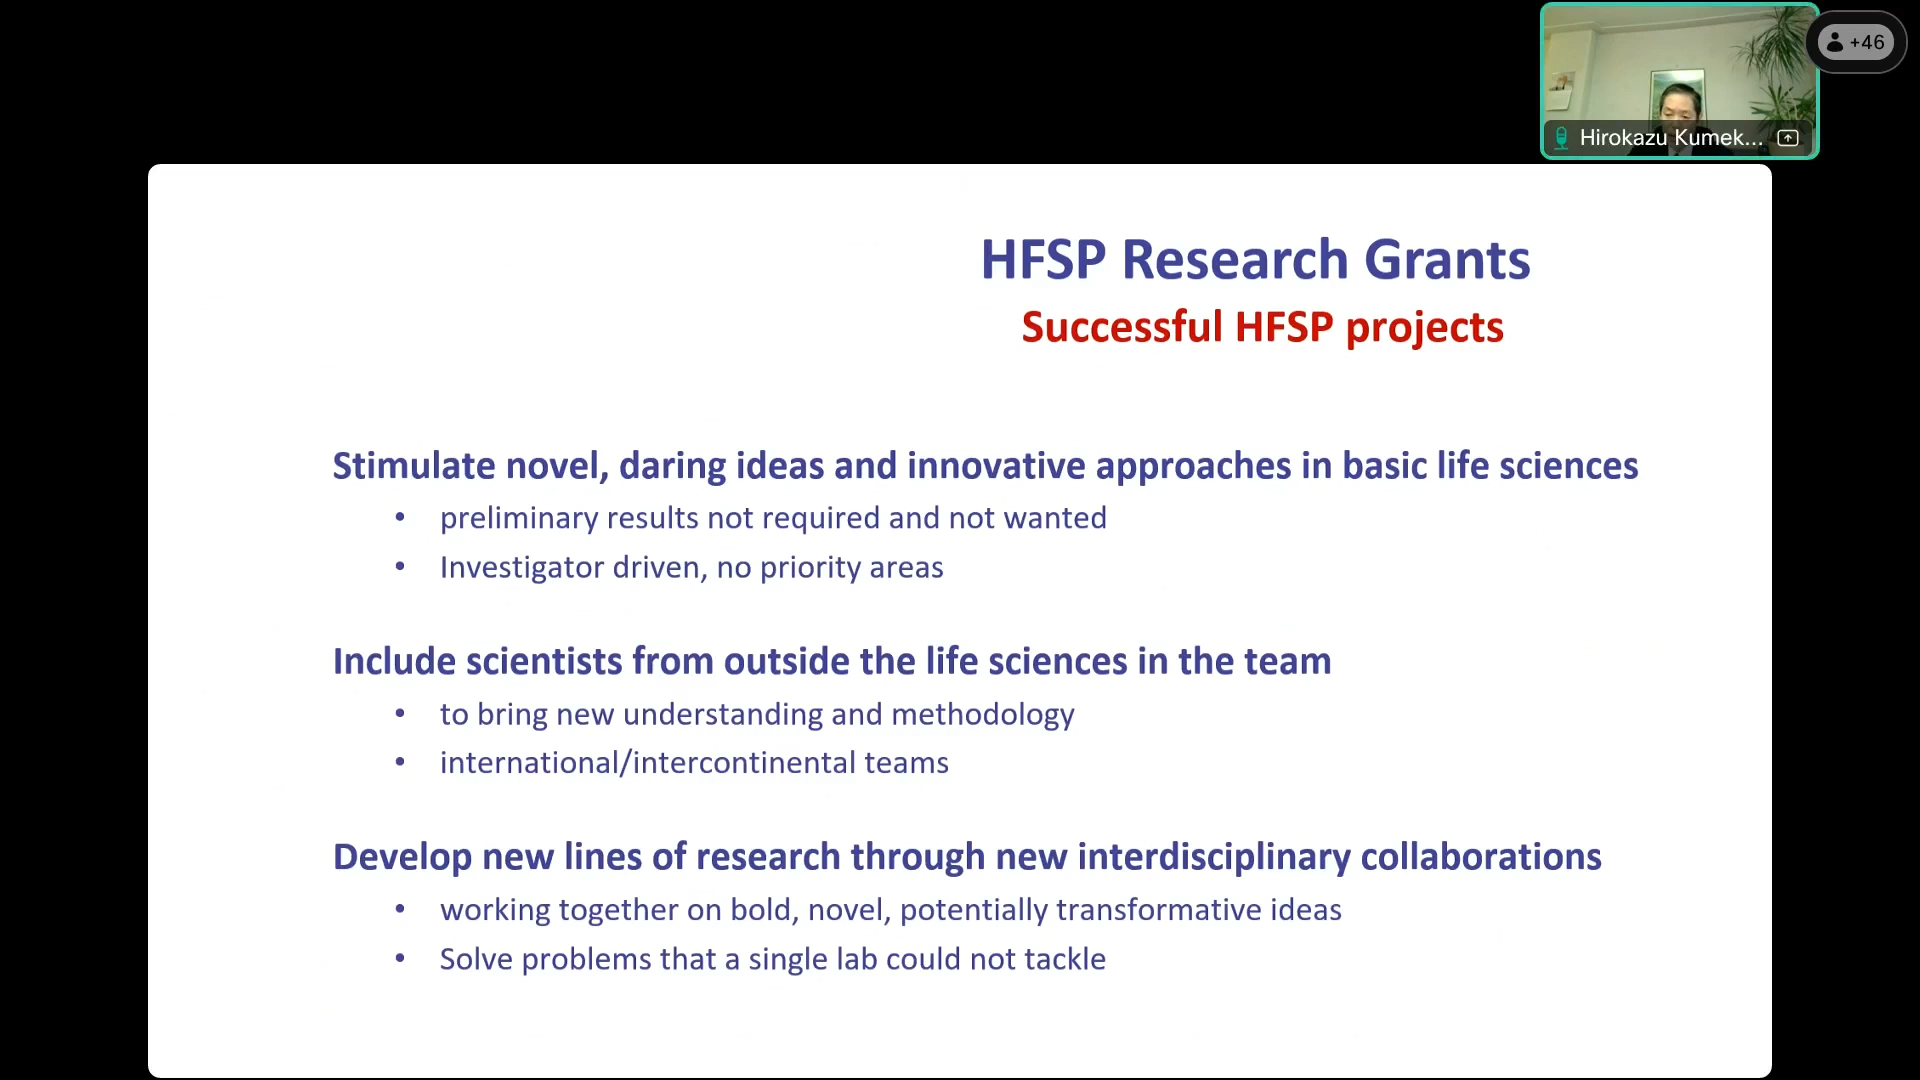 +46
Hirokazu Kumek...
HFSP Research Grants
Successful HFSP projects
Stimulate novel, daring ideas and innovative approaches in basic life sciences
• preliminary results not required and not wanted
• Investigator driven, no priority areas
Include scientists from outside the life sciences in the team
• to bring new understanding and methodology
• international/intercontinental teams
Develop new lines of research through new interdisciplinary collaborations
• working together on bold, novel, potentially transformative ideas
• Solve problems that a single lab could not tackle